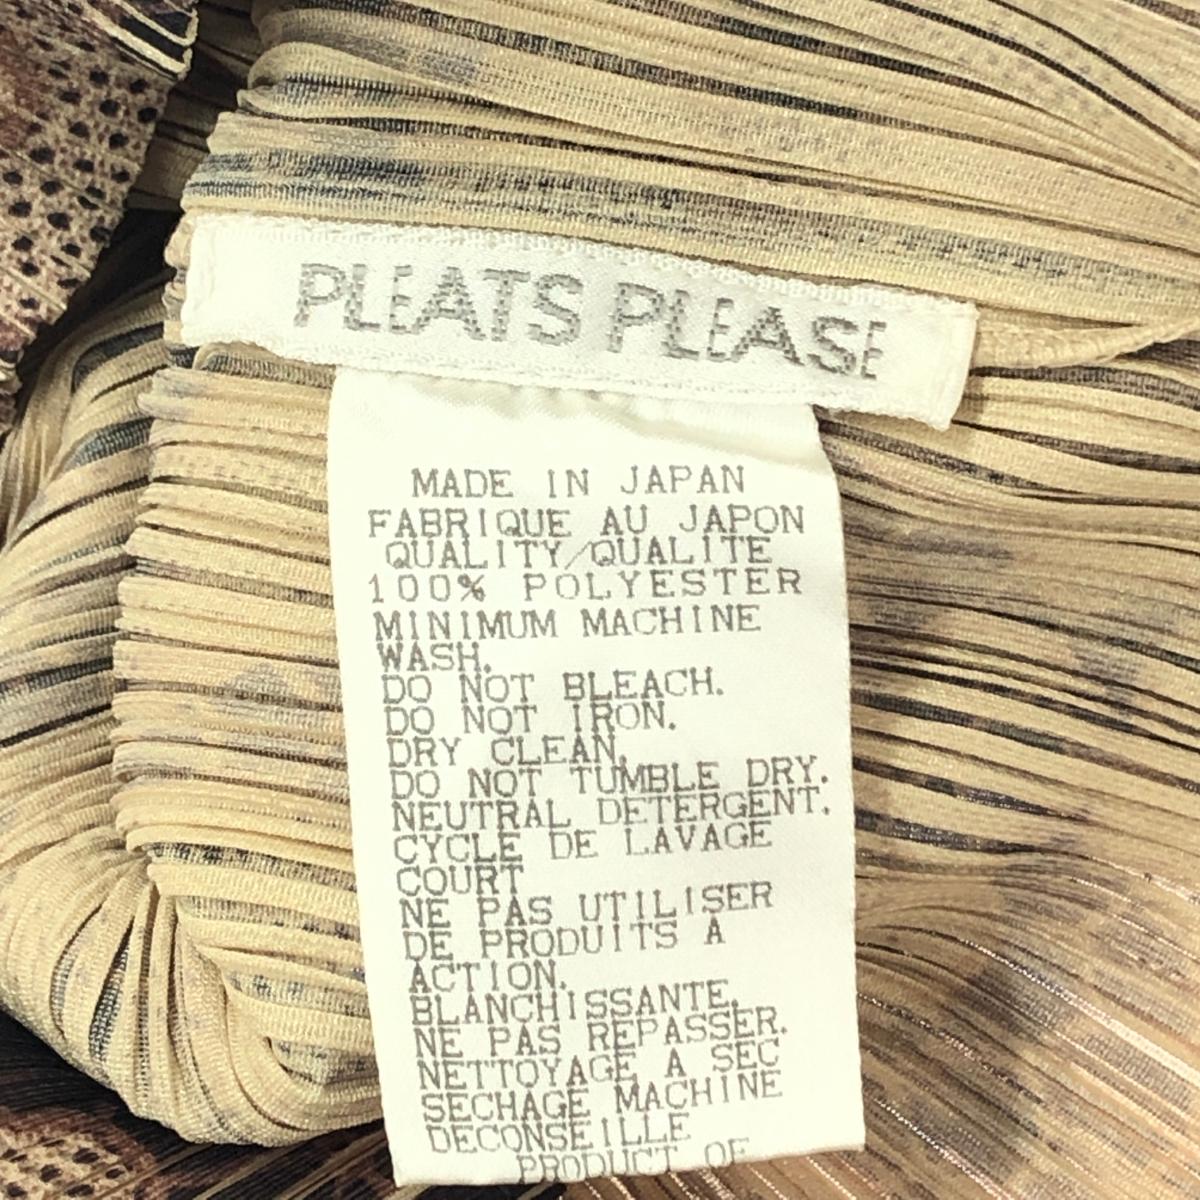 PLEATS PLEASE
MADE IN JAPAN
FABRIQUE AU JAPON
QUALITY/QUALITE
100% POLYESTER
MINIMUM MACHINE
WASH.
DO NOT BLEACH.
DO NOT IRON.
DRY CLEAN.
DO NOT TUMBLE DRY.
NEUTRAL DETERGENT.
CYCLE DE LAVAGE
COURT
NE PAS UTILISER
DE PRODUITS A
ACTION.
BLANCHISSANTE.
NE PAS REPASSER.
NETTOYAGE A SEC
SECHAGE MACHINE
DECONSEILLE
PRODUCT OF